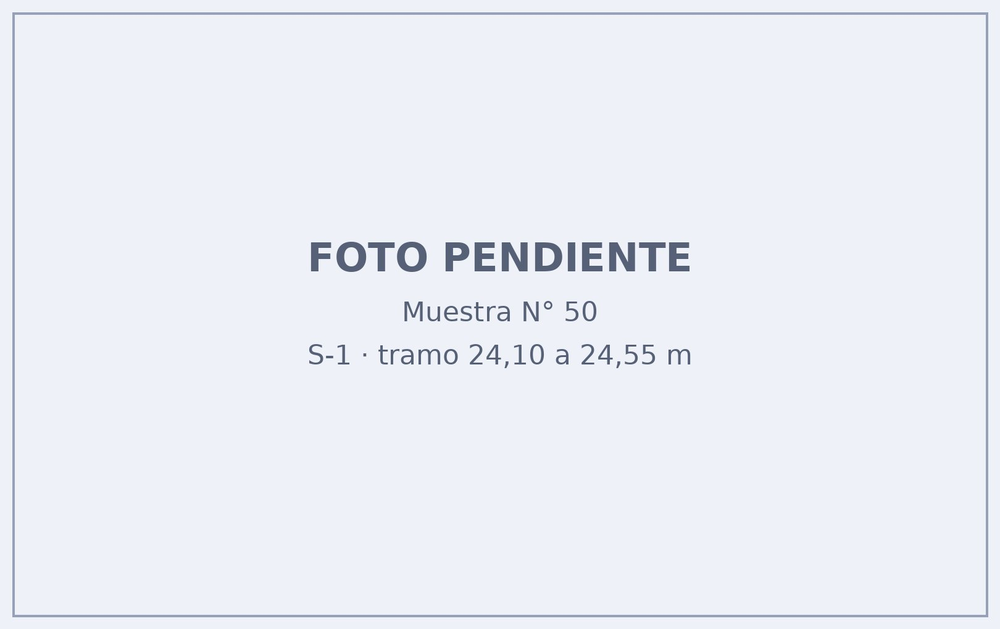 FOTO PENDIENTE
Muestra N° 50
S-1 · tramo 24,10 a 24,55 m